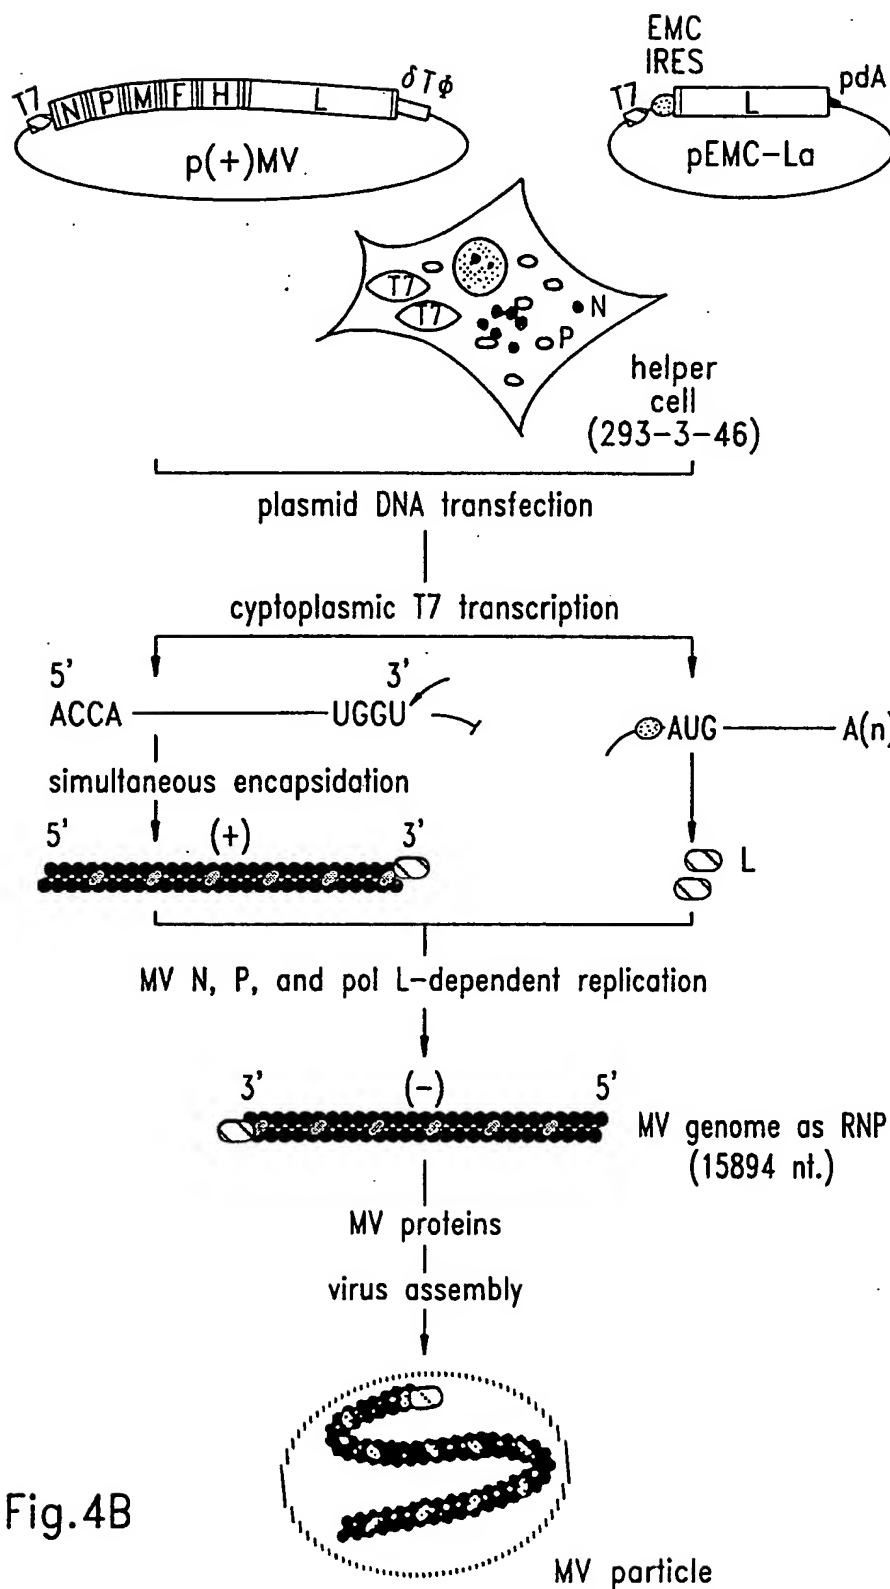 EMC
IRES
T7 N P M F H L δTϕ
p(+)MV
T7 L pdA
pEMC-La
T7
T7
P
N
P
helper
cell
(293-3-46)
plasmid DNA transfection
cyptoplasmic T7 transcription
5' 3'
ACCA UGGU
AUG A(n)
simultaneous encapsidation
5' (+) 3'
L
MV N, P, and pol L-dependent replication
3' (-) 5'
MV genome as RNP
(15894 nt.)
MV proteins
virus assembly
Fig.4B
MV particle